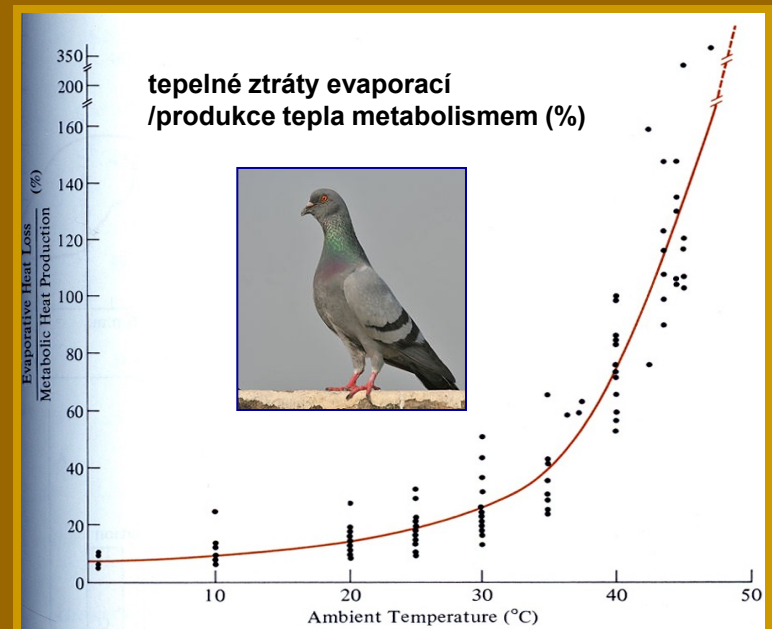 tepelné ztráty evaporací
/produkce tepla metabolismem (%)
Evaporative Heat Loss
Metabolic Heat Production
(%)
350
200
160
140
120
100
80
60
40
20
0
10 20 30 40 50
Ambient Temperature (°C)